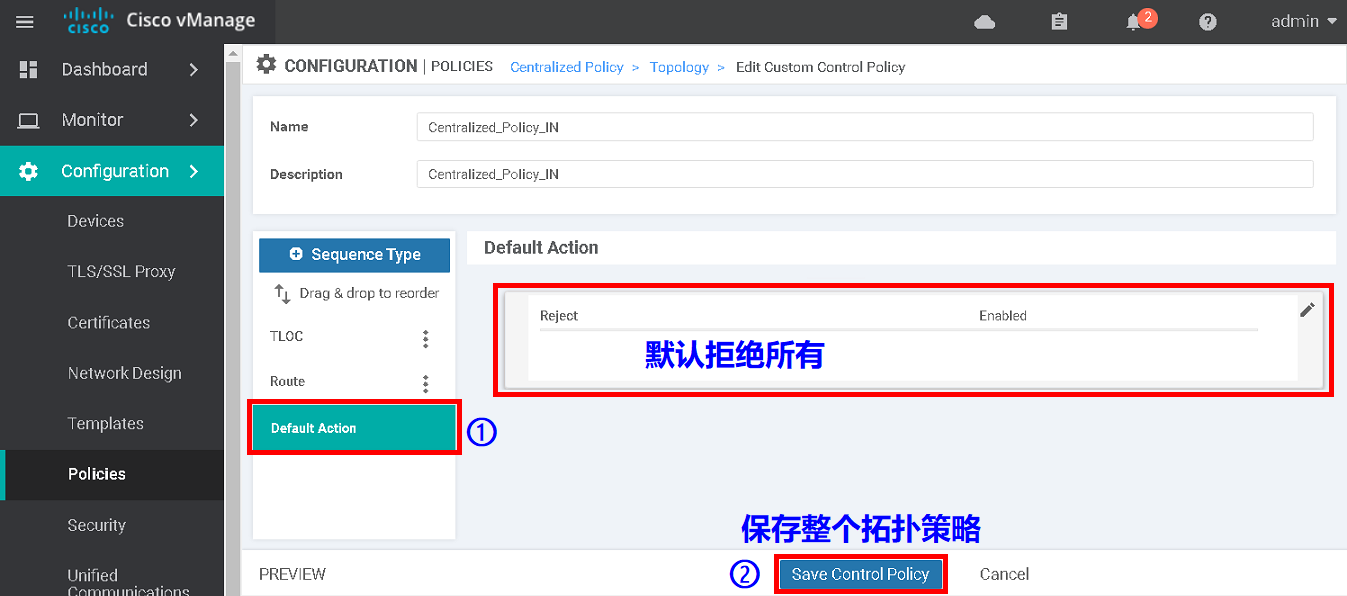 cisco Cisco vManage 2 ? admin
CONFIGURATION | POLICIES Centralized Policy > Topology > Edit Custom Control Policy
Dashboard
Monitor
Configuration
Devices
TLS/SSL Proxy
Certificates
Network Design
Templates
Policies
Security
Unified
Communications
Name Centralized_Policy_IN
Description Centralized_Policy_IN
Sequence Type
Drag & drop to reorder
TLOC
Route
Default Action ①
Default Action
Reject Enabled
默认拒绝所有
保存整个拓扑策略
PREVIEW ② Save Control Policy Cancel